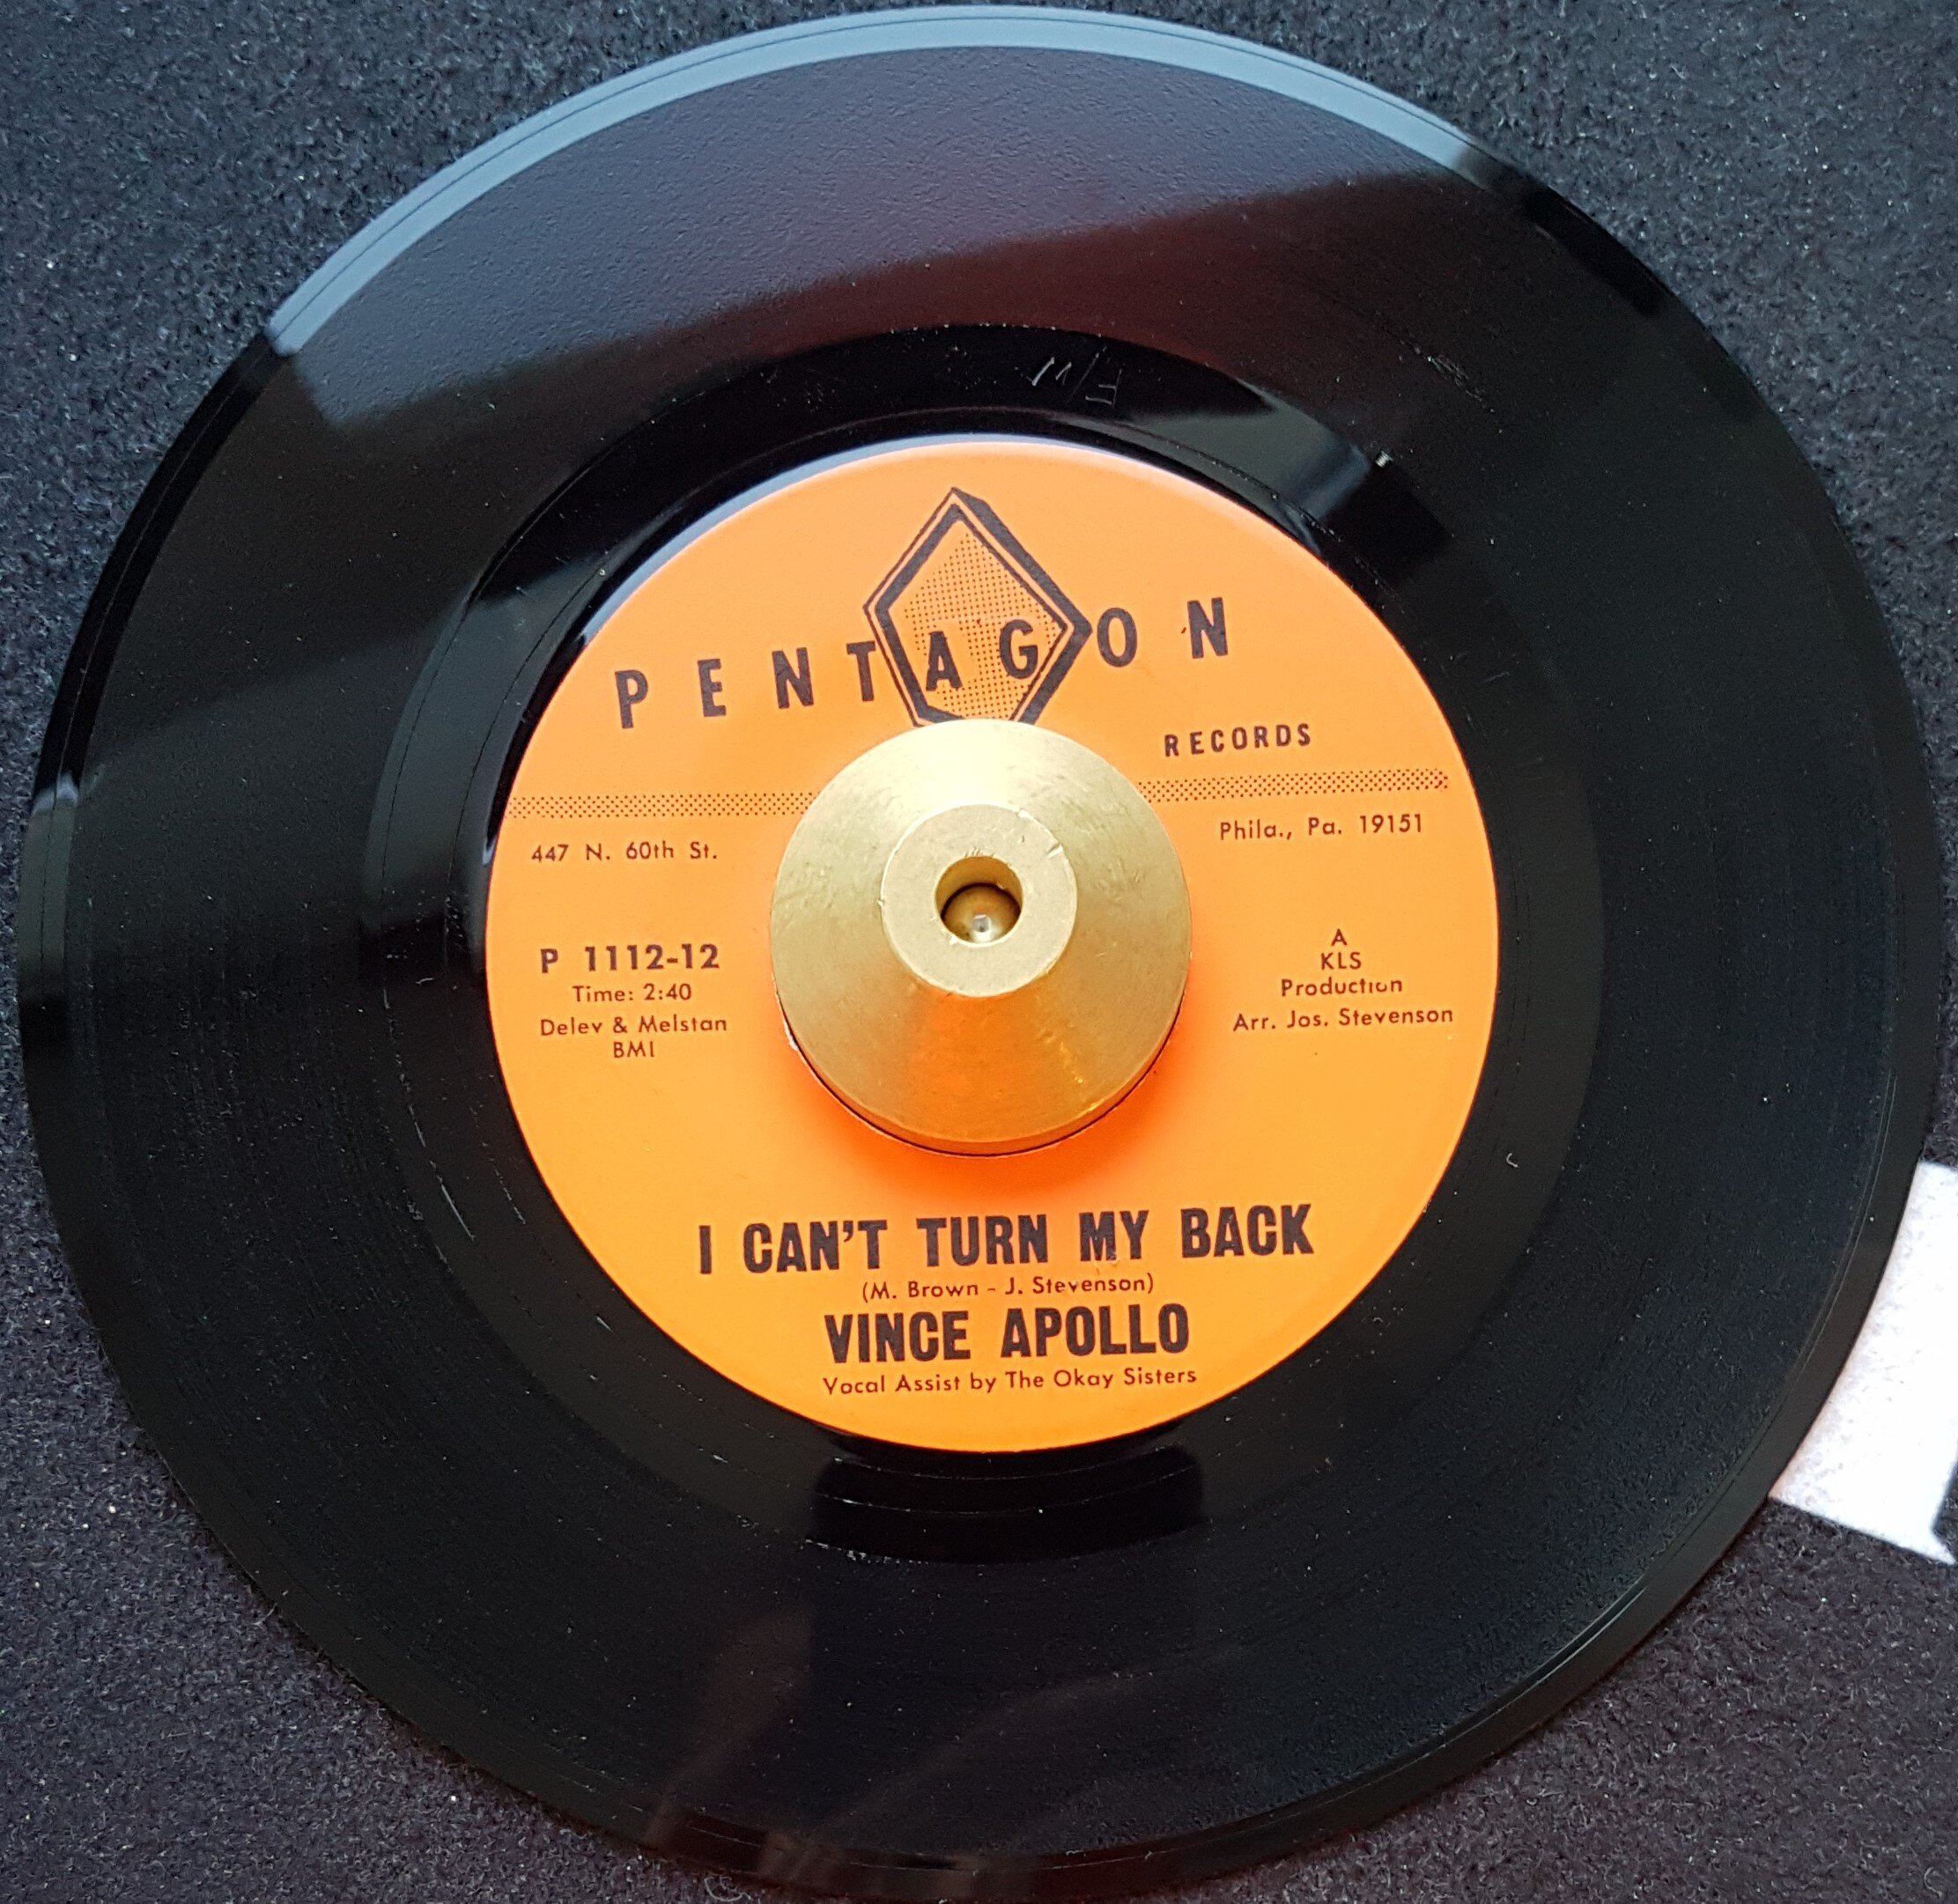 PENTAGON
RECORDS
447 N. 60th St.
Phila., Pa. 19151
P 1112-12
Time: 2:40
Delev & Melstan
BMI
A
KLS
Production
Arr. Jos. Stevenson
I CAN'T TURN MY BACK
(M. Brown - J. Stevenson)
VINCE APOLLO
Vocal Assist by The Okay Sisters